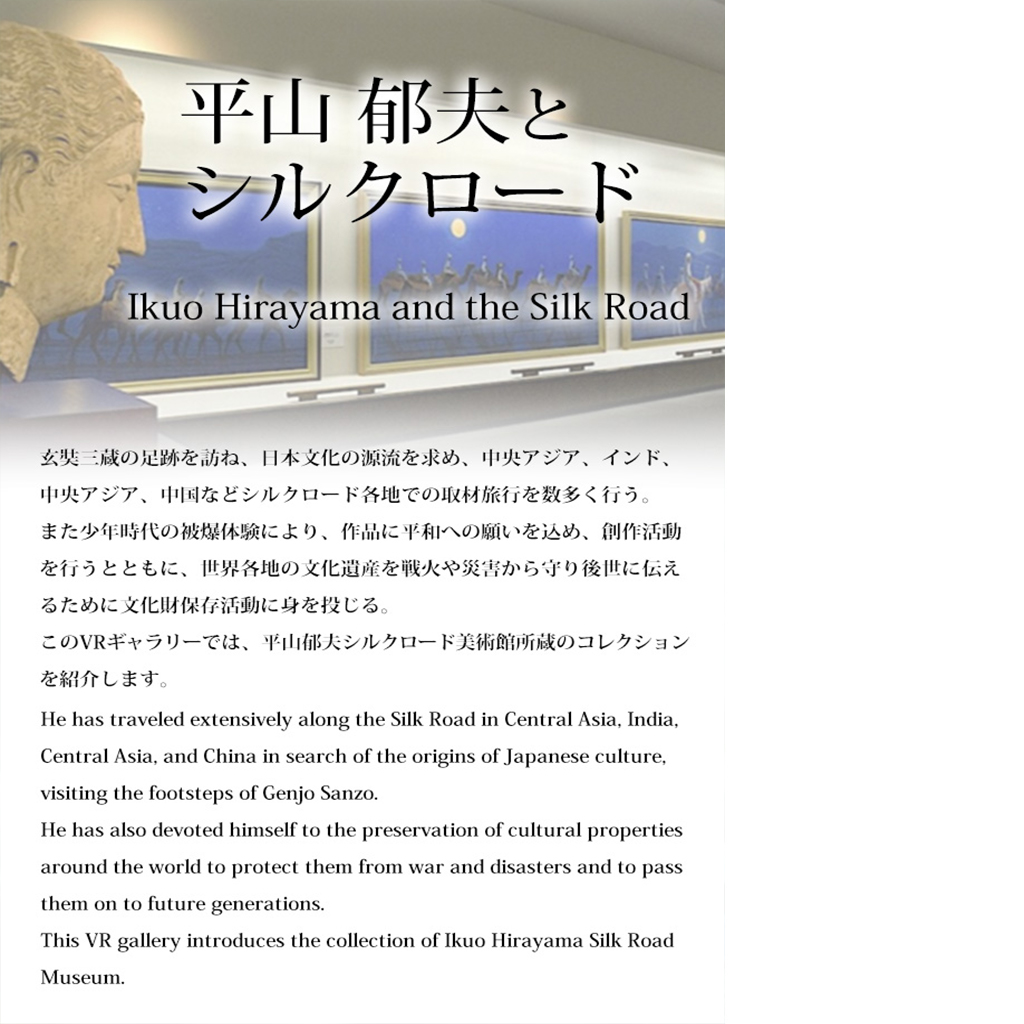 平山 郁夫と
シルクロード
Ikuo Hirayama and the Silk Road
玄奘三蔵の足跡を訪ね、日本文化の源流を求め、中央アジア、インド、
中央アジア、中国などシルクロード各地での取材旅行を数多く行う。
また少年時代の被爆体験により、作品に平和への願いを込め、創作活動
を行うとともに、世界各地の文化遺産を戦火や災害から守り後世に伝え
るために文化財保存活動に身を投じる。
このVRギャラリーでは、平山郁夫シルクロード美術館所蔵のコレクション
を紹介します。
He has traveled extensively along the Silk Road in Central Asia, India,
Central Asia, and China in search of the origins of Japanese culture,
visiting the footsteps of Genjo Sanzo.
He has also devoted himself to the preservation of cultural properties
around the world to protect them from war and disasters and to pass
them on to future generations.
This VR gallery introduces the collection of Ikuo Hirayama Silk Road
Museum.